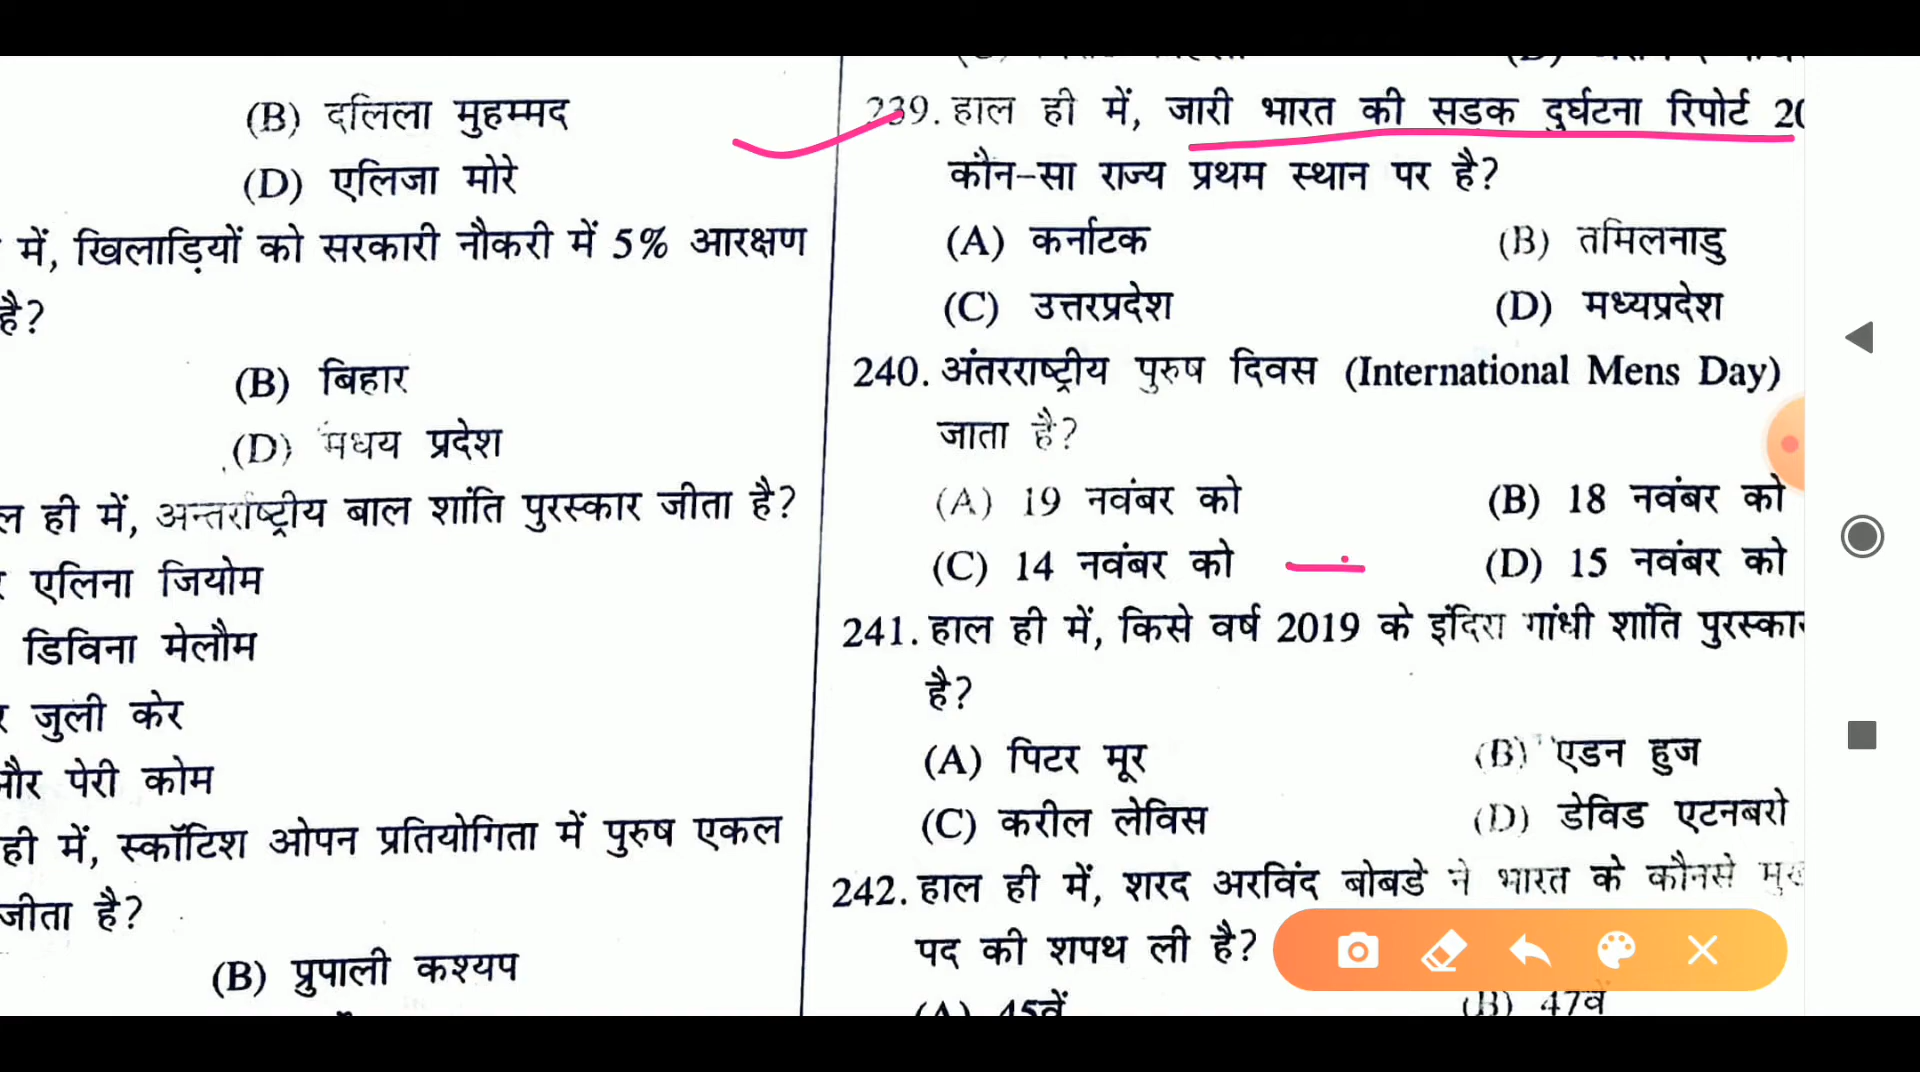 (B) दलिला मुहम्मद
(D) एलिजा मोरे
में, खिलाड़ियों को सरकारी नौकरी में 5% आरक्षण
है?
(B) बिहार
(D) मधय प्रदेश
ही में, अन्तर्राष्ट्रीय बाल शांति पुरस्कार जीता है?
एलिना जियोम
डिविना मेलौम
जुली केर
पेरी कोम
ही में, स्कॉटिश ओपन प्रतियोगिता में पुरुष एकल
जीता है?
(B) प्रुपाली कश्यप
239. हाल ही में, जारी भारत की सड़क दुर्घटना रिपोर्ट
कौन-सा राज्य प्रथम स्थान पर है?
(A) कर्नाटक (B) तमिलनाडु
(C) उत्तरप्रदेश (D) मध्यप्रदेश
240. अंतरराष्ट्रीय पुरुष दिवस (International Mens Day)
जाता है?
(A) 19 नवंबर को (B) 18 नवंबर को
(C) 14 नवंबर को (D) 15 नवंबर को
241. हाल ही में, किसे वर्ष 2019 के इंदिरा गांधी शांति पुरस्कार
है?
(A) पिटर मूर (B) एडन हुज
(C) करील लेविस (D) डेविड एटनबरो
242. हाल ही में, शरद अरविंद बोबडे ने भारत के कौनसे
पद की शपथ ली है?
(A) 45वें (B) 47वें